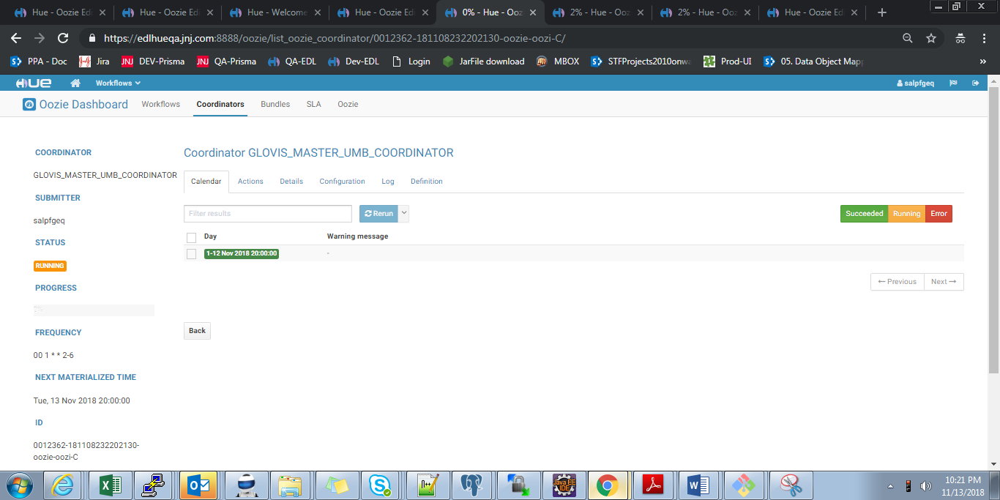 Hue - Oozie Edi
Hue - Oozie Edi
Hue - Welcome
Hue - Oozie Edi
0% - Hue - Ooz
2% - Hue - Ooz
2% - Hue - Ooz
Hue - Oozie Edi
https://edlhueqa.jnj.com:8888/oozie/list_oozie_coordinator/0012362-181108232202130-oozie-oozi-C/
PPA - Doc
Jira
DEV-Prisma
QA-Prisma
QA-EDL
Dev-EDL
Login
JarFile download
MBOX
STFProjects2010onwa
Prod-UI
05. Data Object Mapp
HUE
Workflows
salpfgeq
Oozie Dashboard
Workflows
Coordinators
Bundles
SLA
Oozie
COORDINATOR
GLOVIS_MASTER_UMB_COORDINATOR
SUBMITTER
salpfgeq
STATUS
RUNNING
PROGRESS
FREQUENCY
00 1 * * 2-6
NEXT MATERIALIZED TIME
Tue, 13 Nov 2018 20:00:00
ID
0012362-181108232202130-
oozie-oozi-C
Coordinator GLOVIS_MASTER_UMB_COORDINATOR
Calendar
Actions
Details
Configuration
Log
Definition
Filter results
Rerun
Succeeded
Running
Error
Day
Warning message
1-12 Nov 2018 20:00:00
-
← Previous
Next →
Back
10:21 PM
11/13/2018